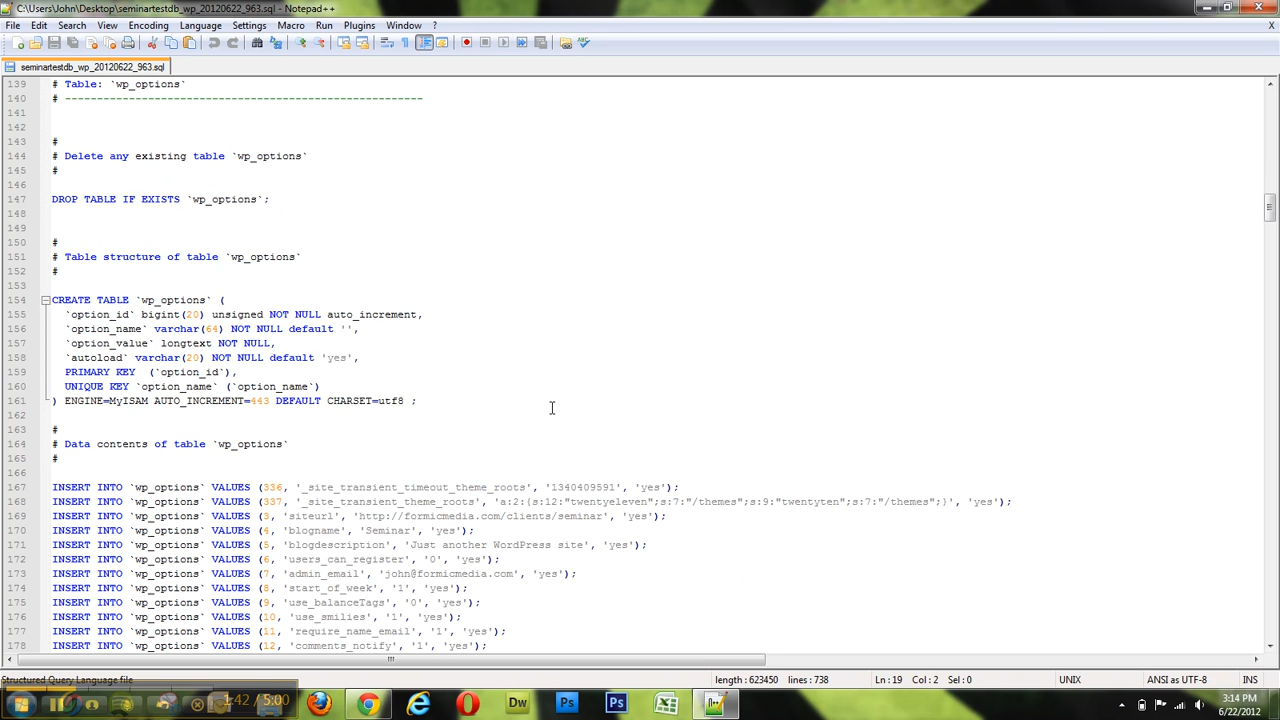 C:\Users\John\Desktop\seminartestdb_wp_20120622_963.sql - Notepad++
File Edit Search View Encoding Language Settings Macro Run Plugins Window ? X
seminartestdb_wp_20120622_963.sql
139 # Table: `wp_options`
140 # --------------------------------------------------------
141
142
143 #
144 # Delete any existing table `wp_options`
145 #
146
147 DROP TABLE IF EXISTS `wp_options`;
148
149
150 #
151 # Table structure of table `wp_options`
152 #
153
154 CREATE TABLE `wp_options` (
155 `option_id` bigint(20) unsigned NOT NULL auto_increment,
156 `option_name` varchar(64) NOT NULL default '',
157 `option_value` longtext NOT NULL,
158 `autoload` varchar(20) NOT NULL default 'yes',
159 PRIMARY KEY  (`option_id`),
160 UNIQUE KEY `option_name` (`option_name`)
161 ) ENGINE=MyISAM AUTO_INCREMENT=443 DEFAULT CHARSET=utf8 ;
162
163 #
164 # Data contents of table `wp_options`
165 #
166
167 INSERT INTO `wp_options` VALUES (336, '_site_transient_timeout_theme_roots', '1340409591', 'yes');
168 INSERT INTO `wp_options` VALUES (337, '_site_transient_theme_roots', 'a:2:{s:12:"twentyeleven";s:7:"/themes";s:9:"twentyten";s:7:"/themes";}', 'yes');
169 INSERT INTO `wp_options` VALUES (3, 'siteurl', 'http://formicmedia.com/clients/seminar', 'yes');
170 INSERT INTO `wp_options` VALUES (4, 'blogname', 'Seminar', 'yes');
171 INSERT INTO `wp_options` VALUES (5, 'blogdescription', 'Just another WordPress site', 'yes');
172 INSERT INTO `wp_options` VALUES (6, 'users_can_register', '0', 'yes');
173 INSERT INTO `wp_options` VALUES (7, 'admin_email', 'john@formicmedia.com', 'yes');
174 INSERT INTO `wp_options` VALUES (8, 'start_of_week', '1', 'yes');
175 INSERT INTO `wp_options` VALUES (9, 'use_balanceTags', '0', 'yes');
176 INSERT INTO `wp_options` VALUES (10, 'use_smilies', '1', 'yes');
177 INSERT INTO `wp_options` VALUES (11, 'require_name_email', '1', 'yes');
178 INSERT INTO `wp_options` VALUES (12, 'comments_notify', '1', 'yes');
Structured Query Language file length : 623450 lines : 738 Ln : 19 Col : 2 Sel : 0 UNIX ANSI as UTF-8 INS
1:42 / 5:00 Dw Ps Ps 3:14 PM
6/22/2012